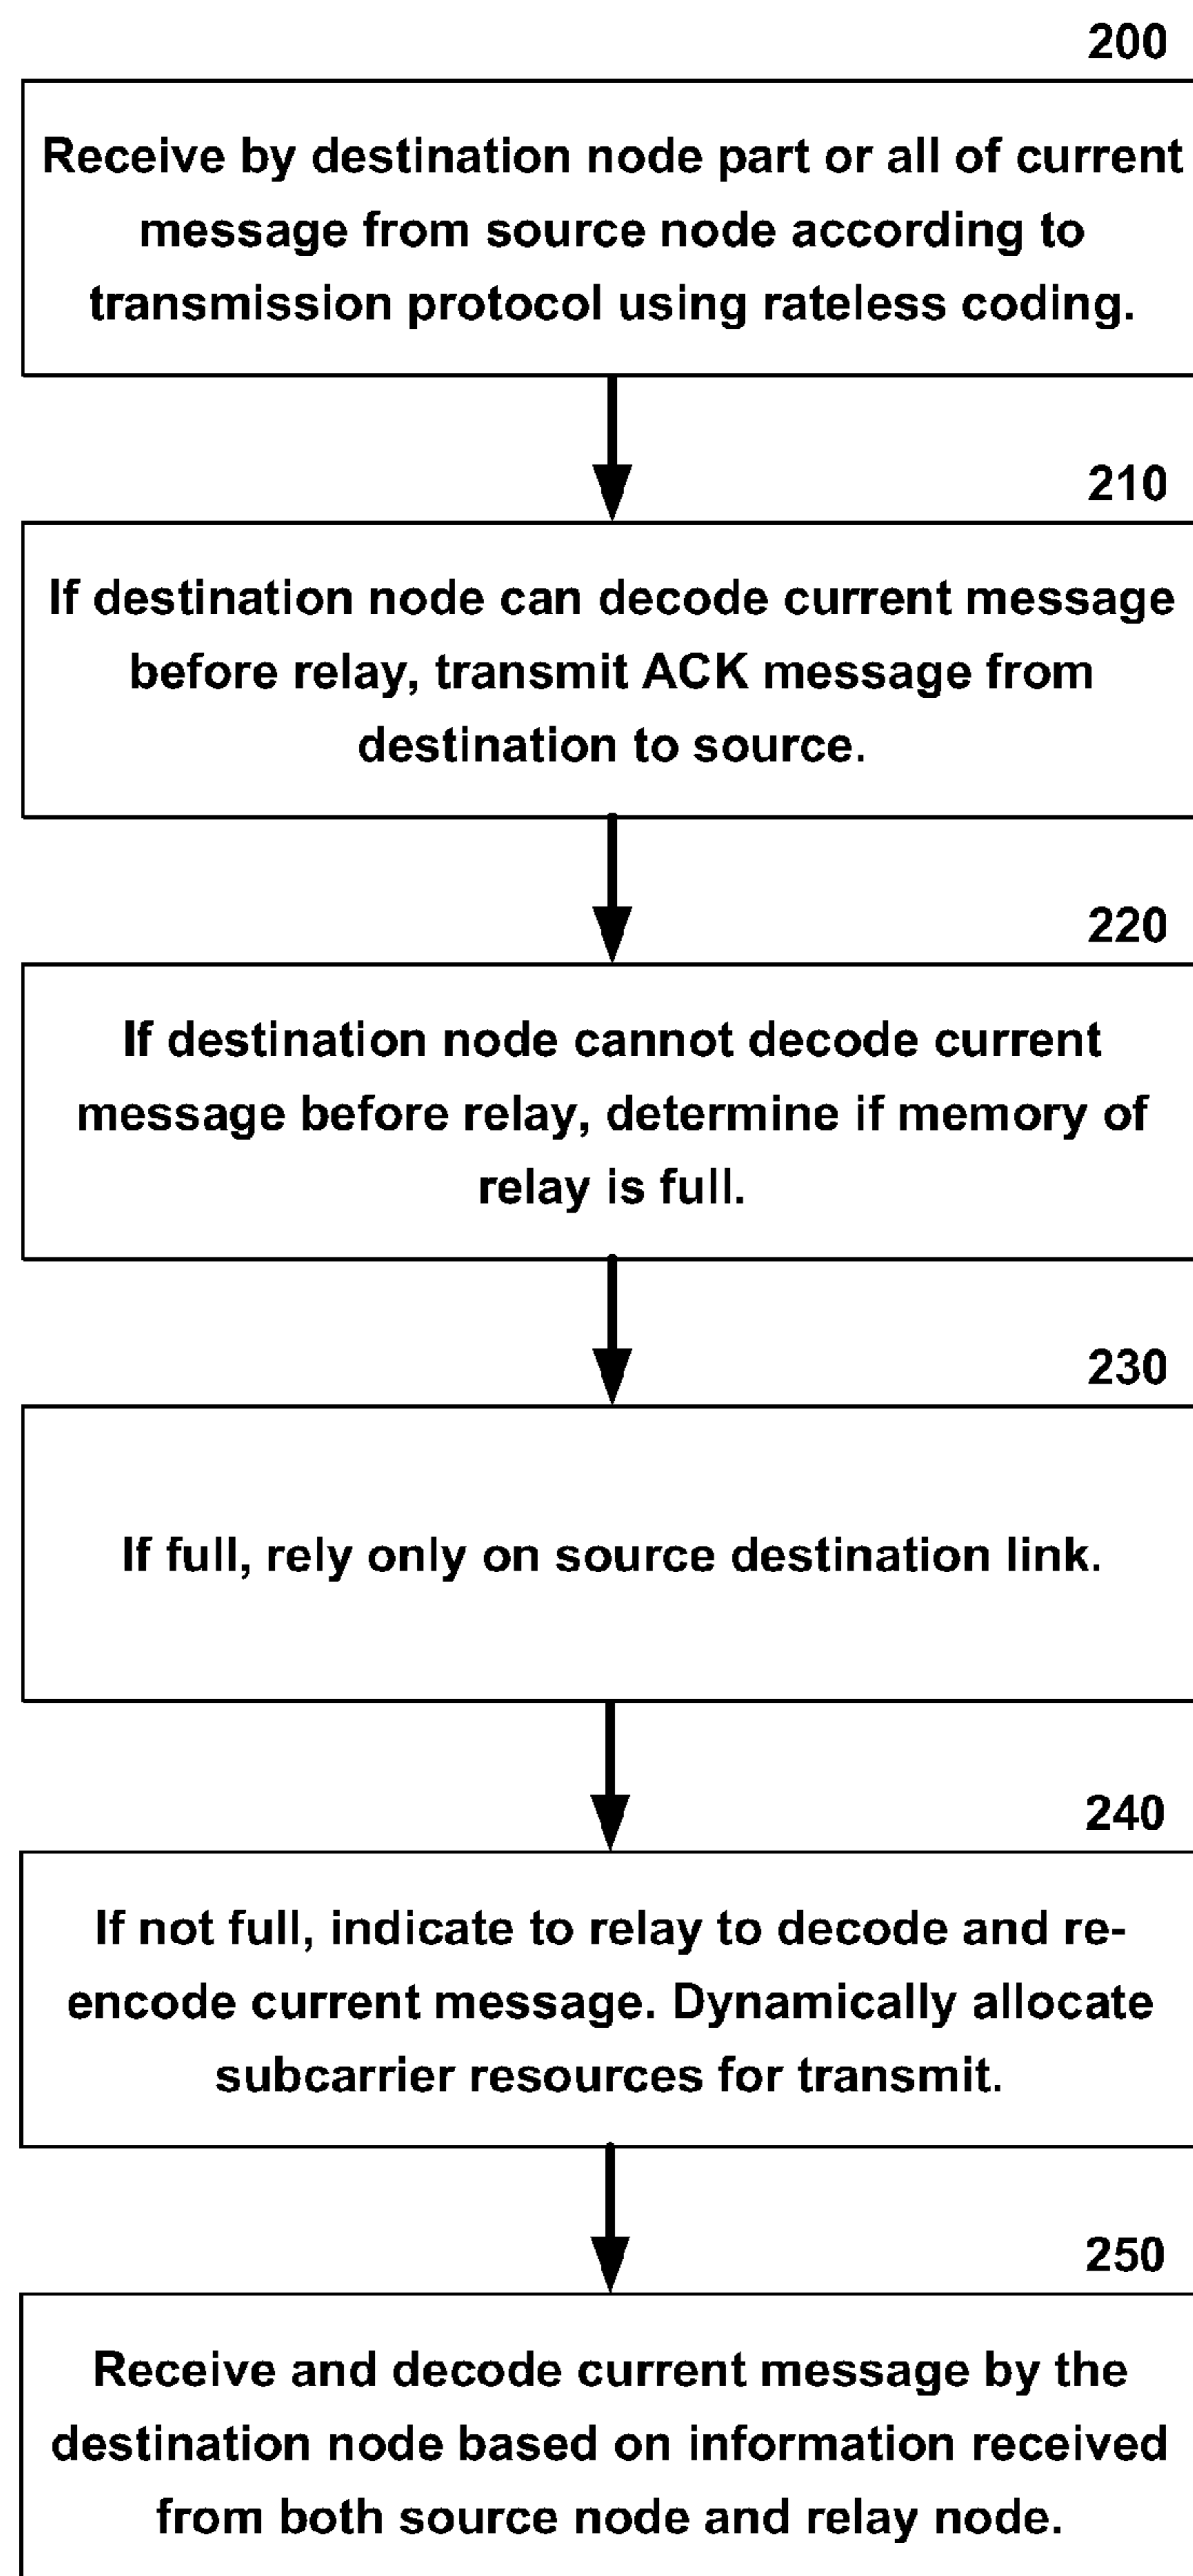 200
Receive by destination node part or all of current
message from source node according to
transmission protocol using rateless coding.
210
If destination node can decode current message
before relay, transmit ACK message from
destination to source.
220
If destination node cannot decode current
message before relay, determine if memory of
relay is full.
230
If full, rely only on source destination link.
240
If not full, indicate to relay to decode and re-
encode current message. Dynamically allocate
subcarrier resources for transmit.
250
Receive and decode current message by the
destination node based on information received
from both source node and relay node.